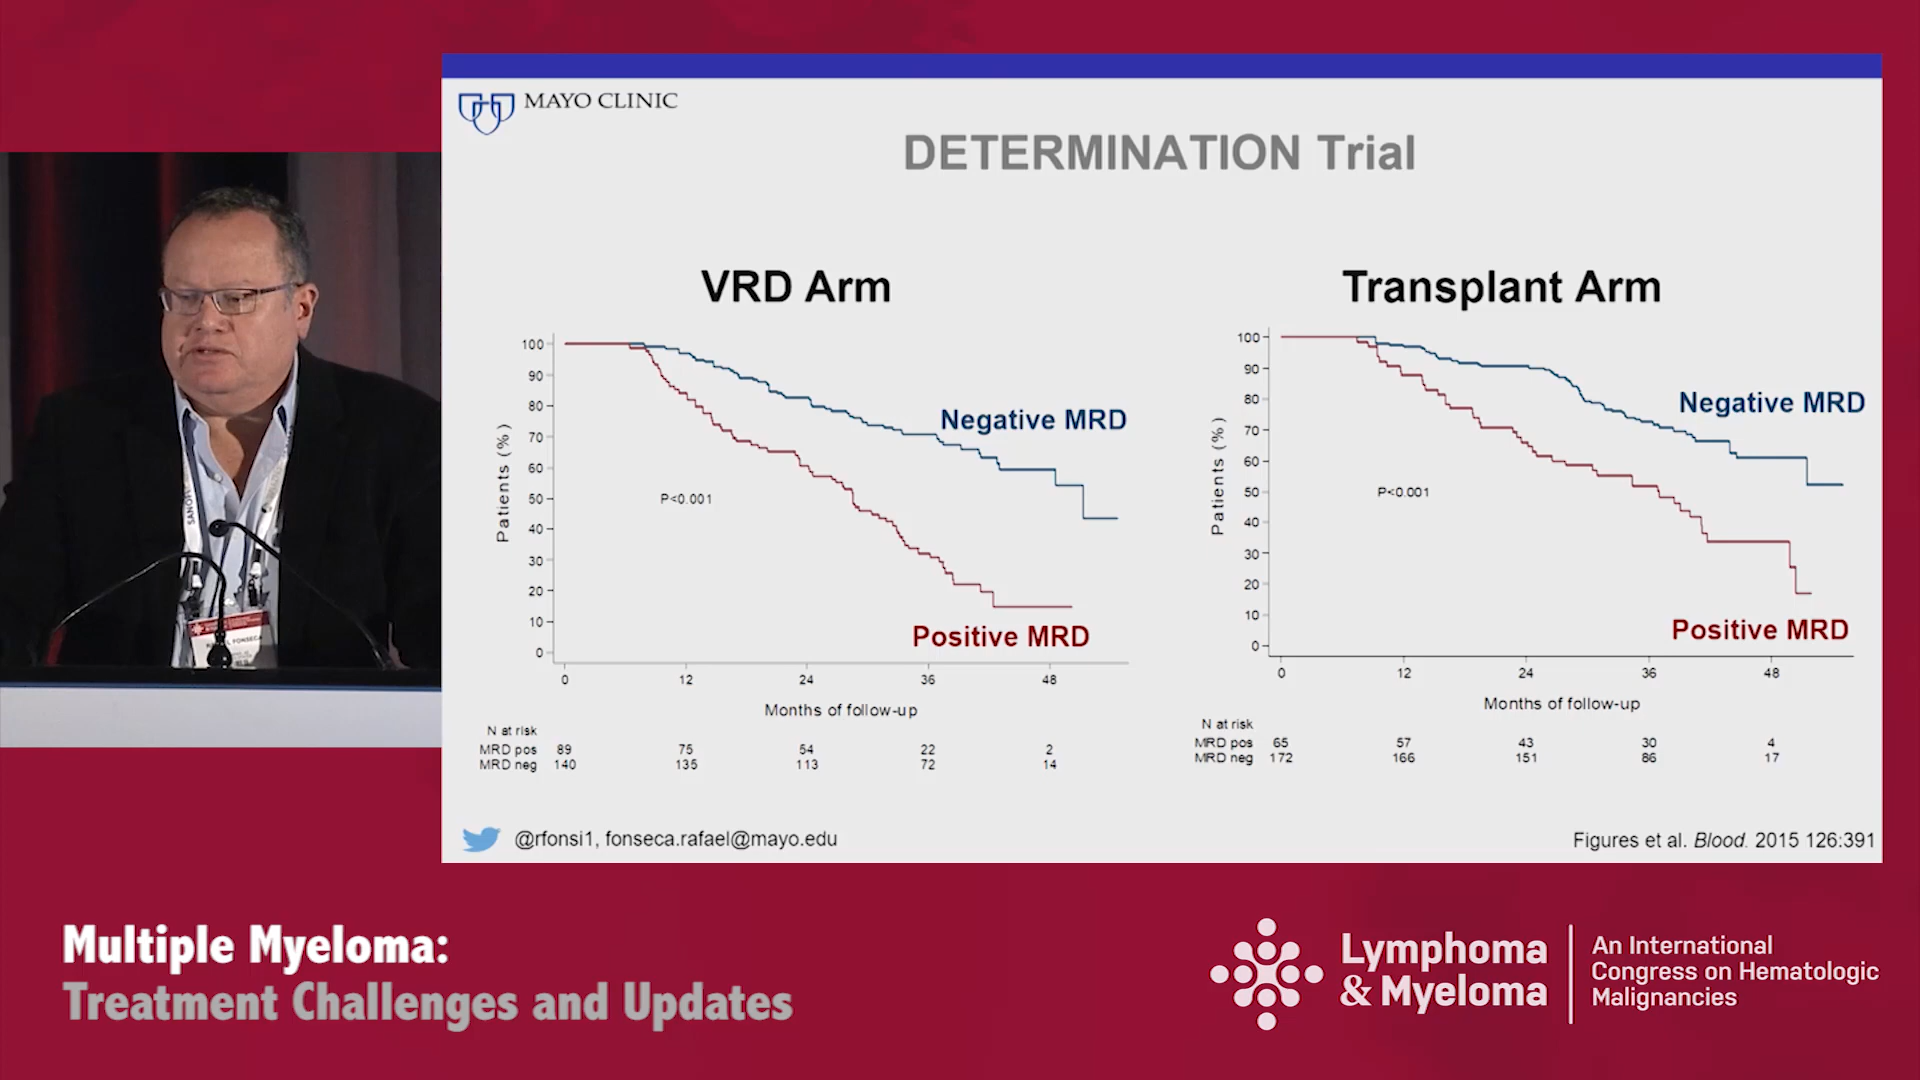 MAYO CLINIC
DETERMINATION Trial
VRD Arm
Transplant Arm
100
90
80
70
60
50
40
30
20
10
0
Patients (%)
Negative MRD
P<0.001
Positive MRD
0 12 24 36 48
Months of follow-up
N at risk
MRD pos 89 75 54 22 2
MRD neg 140 135 113 72 14
100
90
80
70
60
50
40
30
20
10
0
Patients (%)
Negative MRD
P<0.001
Positive MRD
0 12 24 36 48
Months of follow-up
N at risk
MRD pos 65 57 43 30 4
MRD neg 172 166 151 86 17
@rfonsi1, fonseca.rafael@mayo.edu
Figures et al. Blood. 2015 126:391
SANOFI
FONSECA
Multiple Myeloma:
Treatment Challenges and Updates
Lymphoma
& Myeloma
An International
Congress on Hematologic
Malignancies